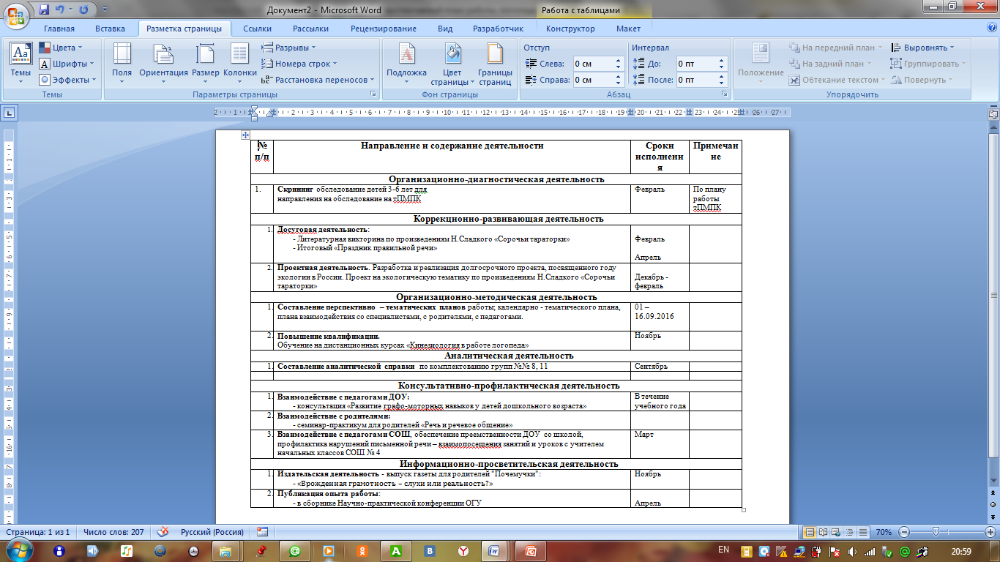 Документ2 - Microsoft Word
Работа с таблицами
Главная Вставка Разметка страницы Ссылки Рассылки Рецензирование Вид Разработчик Конструктор Макет
Темы
Цвета
Шрифты
Эффекты
Темы
Поля Ориентация Размер Колонки
Разрывы
Номера строк
Расстановка переносов
Параметры страницы
Подложка Цвет страницы Границы страниц
Фон страницы
Отступ
Слева: 0 см
Справа: 0 см
Интервал
До: 0 пт
После: 0 пт
Абзац
Положение
На передний план
На задний план
Обтекание текстом
Выровнять
Группировать
Повернуть
Упорядочить
№ п/п
Направление и содержание деятельности
Сроки
исполнени
я
Примечан
ие
Организационно-диагностическая деятельность
1. Скрининг обследование детей 3-6 лет для
направления на обследование на тПМПК
Февраль
По плану
работы
тПМПК
Коррекционно-развивающая деятельность
1. Досуговая деятельность:
- Литературная викторина по произведениям Н.Сладкого «Сорочьи тараторки»
- Итоговый «Праздник правильной речи»
Февраль
Апрель
2. Проектная деятельность. Разработка и реализация долгосрочного проекта, посвященного году
экологии в России. Проект на экологическую тематику по произведениям Н.Сладкого «Сорочьи
тараторки»
Декабрь -
февраль
Организационно-методическая деятельность
1. Составление перспективно – тематических планов работы; календарно - тематического плана,
плана взаимодействия со специалистами, с родителями, с педагогами.
01 –
16.09.2016
2. Повышение квалификации.
Обучение на дистанционных курсах «Кинезиология в работе логопеда»
Ноябрь
Аналитическая деятельность
1. Составление аналитической справки по комплектованию групп №№ 8, 11
Сентябрь
Консультативно-профилактическая деятельность
1. Взаимодействие с педагогами ДОУ:
- консультация «Развитие графо-моторных навыков у детей дошкольного возраста»
В течение
учебного года
2. Взаимодействие с родителями:
- семинар-практикум для родителей «Речь и речевое общение»
3. Взаимодействие с педагогами СОШ, обеспечение преемственности ДОУ со школой,
профилактика нарушений письменной речи – взаимопосещения занятий и уроков с учителем
начальных классов СОШ № 4
Март
Информационно-просветительская деятельность
1. Издательская деятельность - выпуск газеты для родителей "Почемучки":
- «Врожденная грамотность – слухи или реальность?»
Ноябрь
2. Публикация опыта работы:
- в сборнике Научно-практической конференции ОГУ
Апрель
Страница: 1 из 1 Число слов: 207 Русский (Россия) 70%
EN 20:59